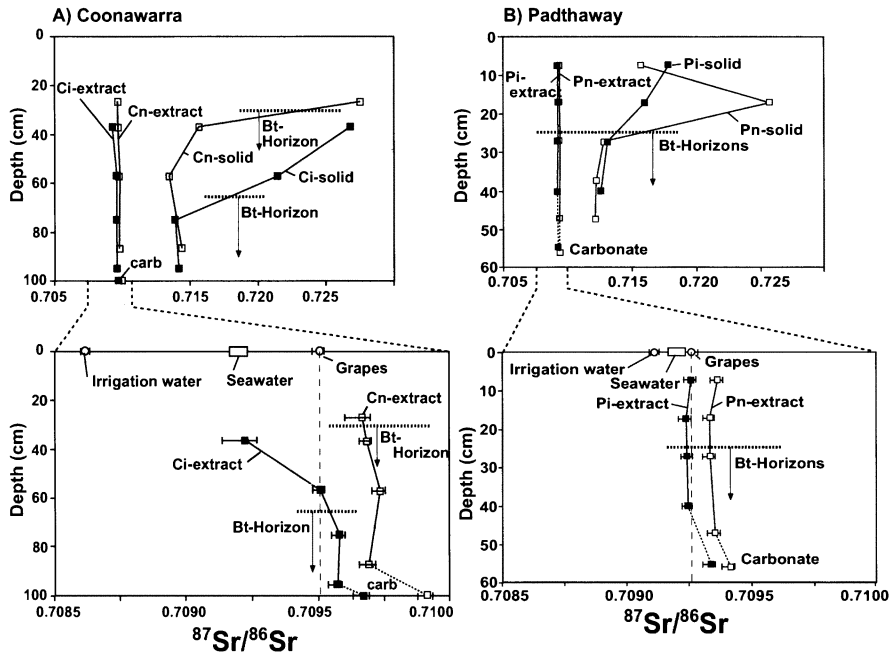 A) Coonawarra
0
20
40
60
80
100
Depth (cm)
Ci-extract
Cn-extract
Bt-
Horizon
Cn-solid
Ci-solid
Bt-Horizon
carb
0.705
0.715
0.720
0.725
B) Padthaway
0
10
20
30
40
50
60
Depth (cm)
Pi-
extract
Pn-extract
Pi-solid
Pn-solid
Bt-Horizons
Carbonate
0.705
0.715
0.720
0.725
0
20
40
60
80
100
Depth (cm)
Irrigation water
Seawater
Grapes
Cn-extract
Bt-
Horizon
Ci-extract
Bt-Horizon
carb
0.7085
0.7090
0.7095
0.7100
87Sr/86Sr
0
10
20
30
40
50
60
Depth (cm)
Irrigation water
Seawater
Grapes
Pi-extract
Pn-extract
Bt-Horizons
Carbonate
0.7085
0.7090
0.7095
0.7100
87Sr/86Sr